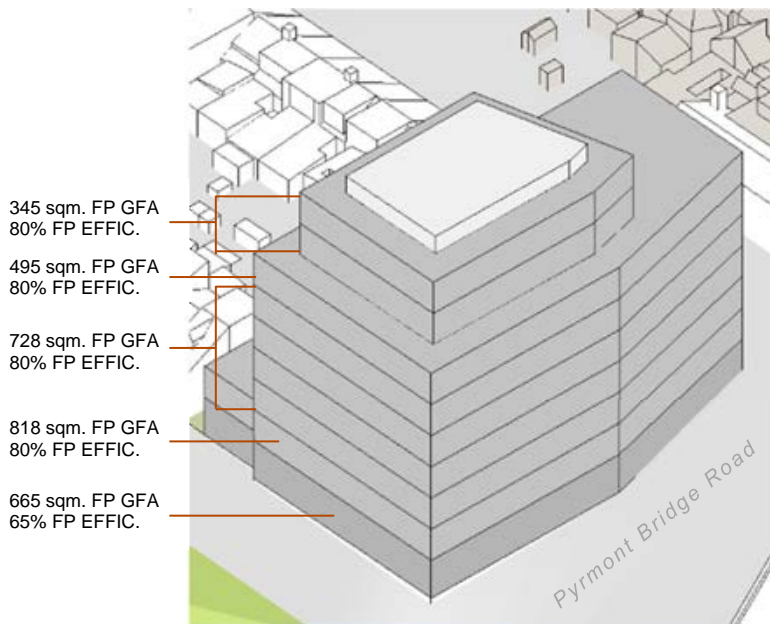 345 sqm. FP GFA
80% FP EFFIC.
495 sqm. FP GFA
80% FP EFFIC.
728 sqm. FP GFA
80% FP EFFIC.
818 sqm. FP GFA
80% FP EFFIC.
665 sqm. FP GFA
65% FP EFFIC.
Pyrmont Bridge Road